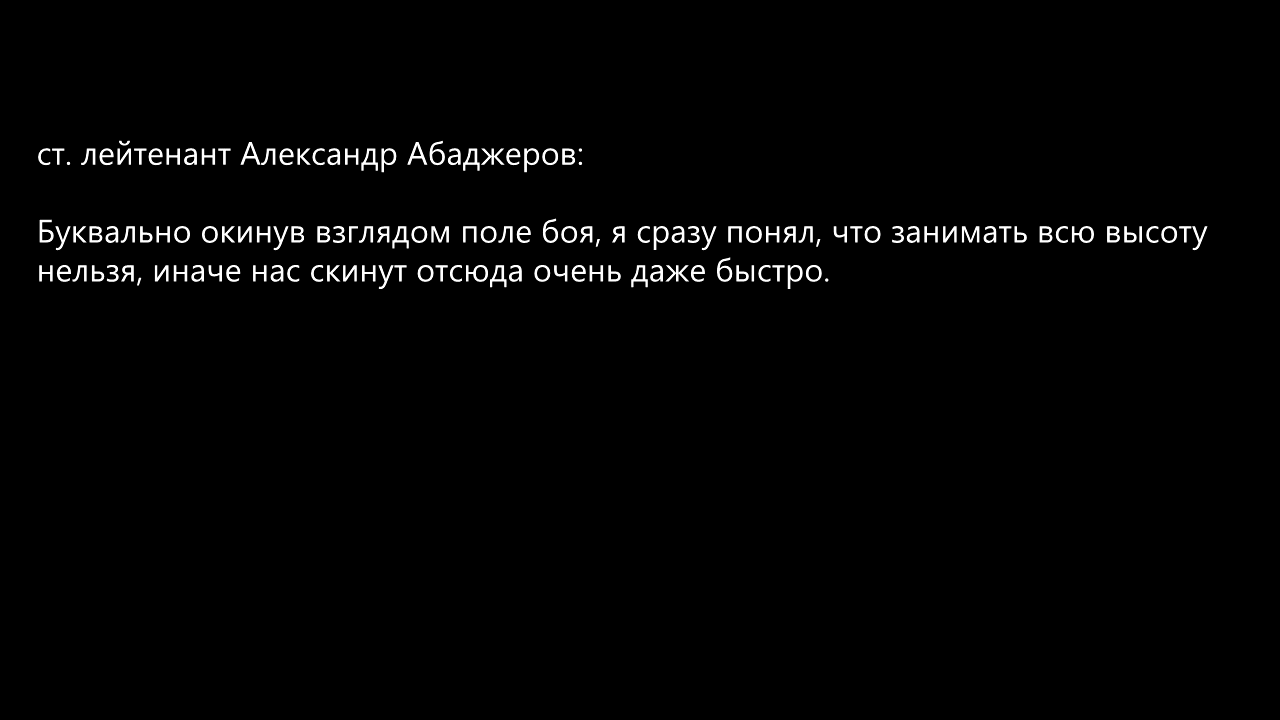 ст. лейтенант Александр Абаджеров:
Буквально окинув взглядом поле боя, я сразу понял, что занимать всю высоту
нельзя, иначе нас скинут отсюда очень даже быстро.